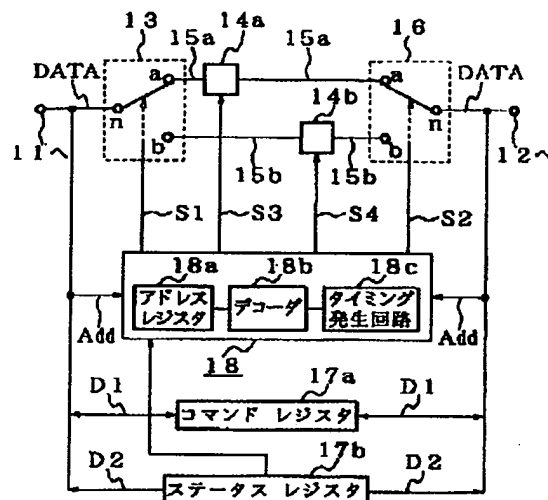 13
14a
16
15a
15a
DATA
a
a
DATA
n
n
14b
11
b
b
12
15b
15b
S1
S3
S4
S2
18a
18b
18c
アドレス
レジスタ
デコーダ
タイミング
発生回路
Add
18
Add
17a
D1
コマンド レジスタ
D1
17b
D2
ステータス レジスタ
D2